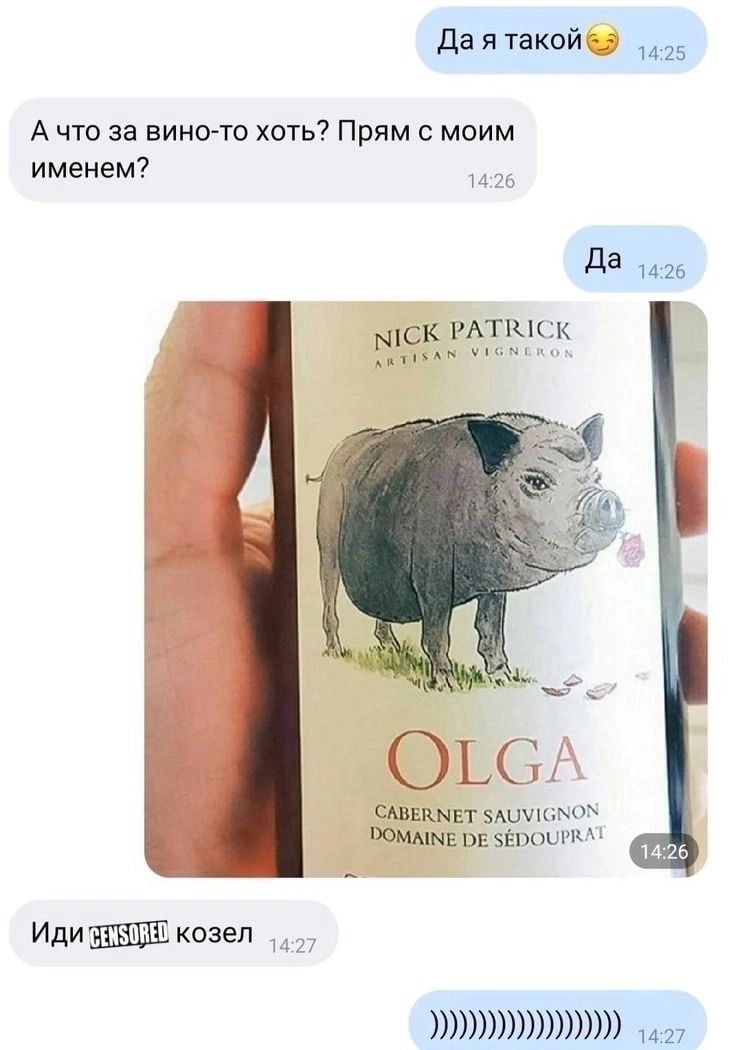 Да я такой😏 14:25
А что за вино-то хоть? Прям с моим
именем? 14:26
Да 14:26
NICK PATRICK
ARTISAN VIGNERON
OLGA
CABERNET SAUVIGNON
DOMAINE DE SÉDOUPRAT
14:26
Иди CENSORED козел 14:27
)))))))))))))))))))) 14:27